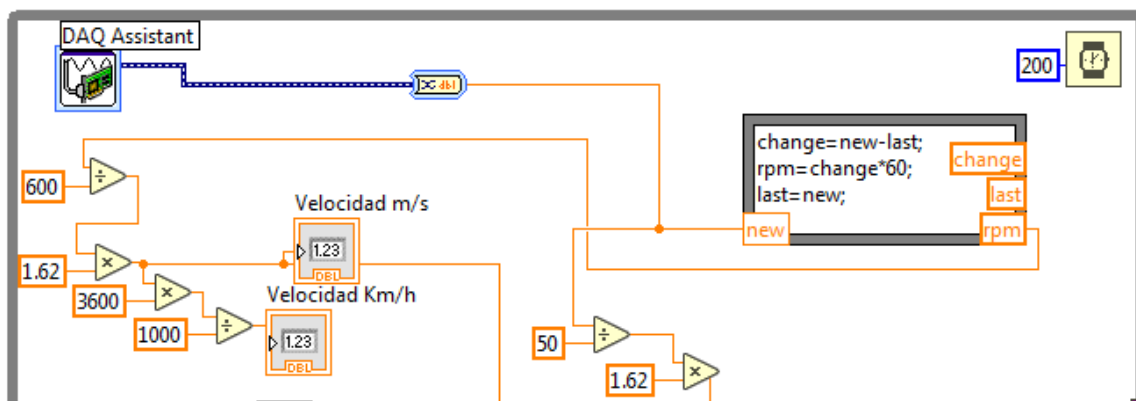 DAQ Assistant
dbl
200
change=new-last;
rpm=change*60;
last=new;
change
last
new
rpm
600
Velocidad m/s
1.23
DBL
1.62
3600
Velocidad Km/h
1000
1.23
DBL
50
1.62